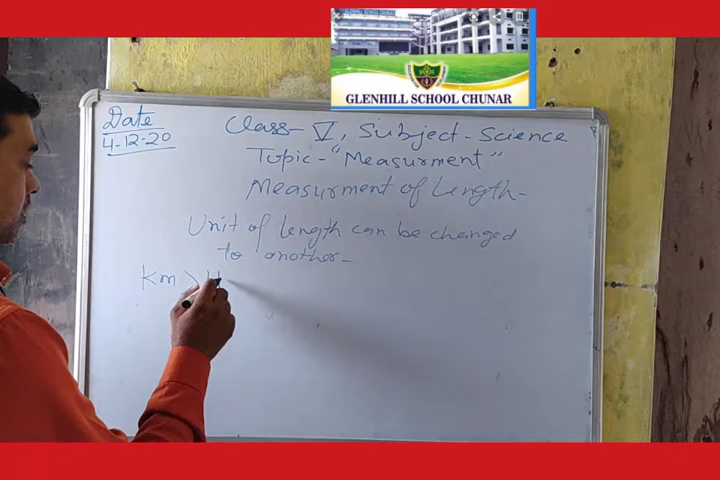 GLENHILL SCHOOL CHUNAR
Date
4-12-20
Class - V, Subject - Science
Topic - "Measurment"
Measurment of Length -
Unit of length can be changed
to another -
Km > H